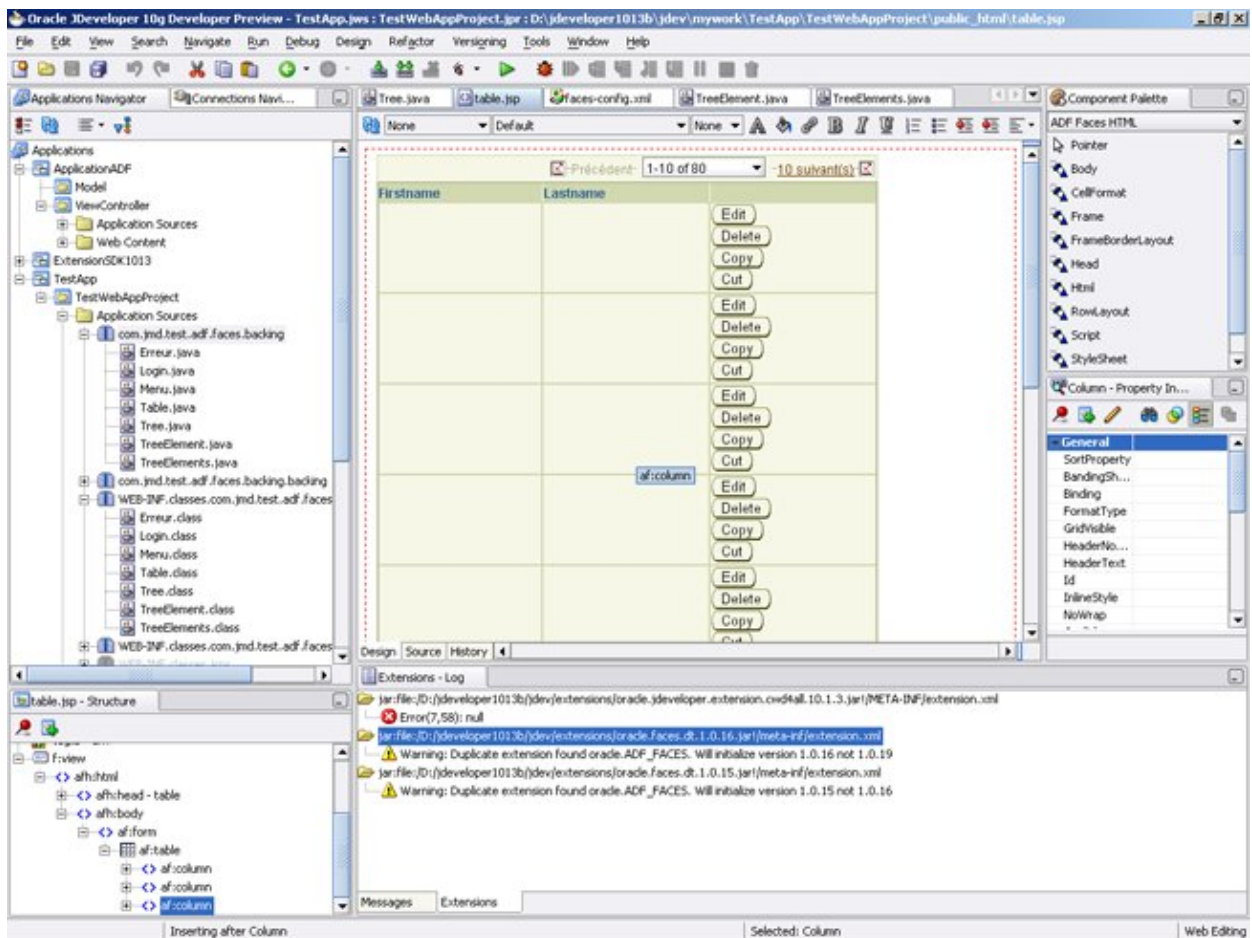 Oracle JDeveloper 10g Developer Preview - TestApp.jws : TestWebAppProject.jpr : D:\jdeveloper1013b\jdev\mywork\TestApp\TestWebAppProject\public_html\table.jsp
File Edit View Search Navigate Run Debug Design Refactor Versioning Tools Window Help
Applications Navigator Connections Navi...
Applications
ApplicationADF
Model
ViewController
Application Sources
Web Content
ExtensionSDK1013
TestApp
TestWebAppProject
Application Sources
com.jmd.test.adf.faces.backing
Erreur.java
Login.java
Menu.java
Table.java
Tree.java
TreeElement.java
TreeElements.java
com.jmd.test.adf.faces.backing.backing
WEB-INF.classes.com.jmd.test.adf.faces
Erreur.class
Login.class
Menu.class
Table.class
Tree.class
TreeElement.class
TreeElements.class
WEB-INF.classes.com.jmd.test.adf.faces
Tree.java table.jsp faces-config.xml TreeElement.java TreeElements.java
None Default None
Précédent 1-10 of 80 10 suivant(s)
Firstname Lastname
Edit
Delete
Copy
Cut
Edit
Delete
Copy
Cut
Edit
Delete
Copy
Cut
af:column
Edit
Delete
Copy
Cut
Edit
Delete
Copy
Cut
Design Source History
Component Palette
ADF Faces HTML
Pointer
Body
CellFormat
Frame
FrameBorderLayout
Head
Html
RowLayout
Script
StyleSheet
Column - Property In...
General
SortProperty
BandingSh...
Binding
FormatType
GridVisible
HeaderNo...
HeaderText
Id
InlineStyle
NoWrap
table.jsp - Structure
f:view
afh:html
afh:head - table
afh:body
af:form
af:table
af:column
af:column
af:column
Extensions - Log
jar:file:/D:/jdeveloper1013b/jdev/extensions/oracle.jdeveloper.extension.cwd4all.10.1.3.jar!/META-INF/extension.xml
Error(7,58): null
jar:file:/D:/jdeveloper1013b/jdev/extensions/oracle.faces.dt.1.0.16.jar!/meta-inf/extension.xml
Warning: Duplicate extension found oracle.ADF_FACES. Will initialize version 1.0.16 not 1.0.19
jar:file:/D:/jdeveloper1013b/jdev/extensions/oracle.faces.dt.1.0.15.jar!/meta-inf/extension.xml
Warning: Duplicate extension found oracle.ADF_FACES. Will initialize version 1.0.15 not 1.0.16
Messages Extensions
Inserting after Column Selected: Column Web Editing